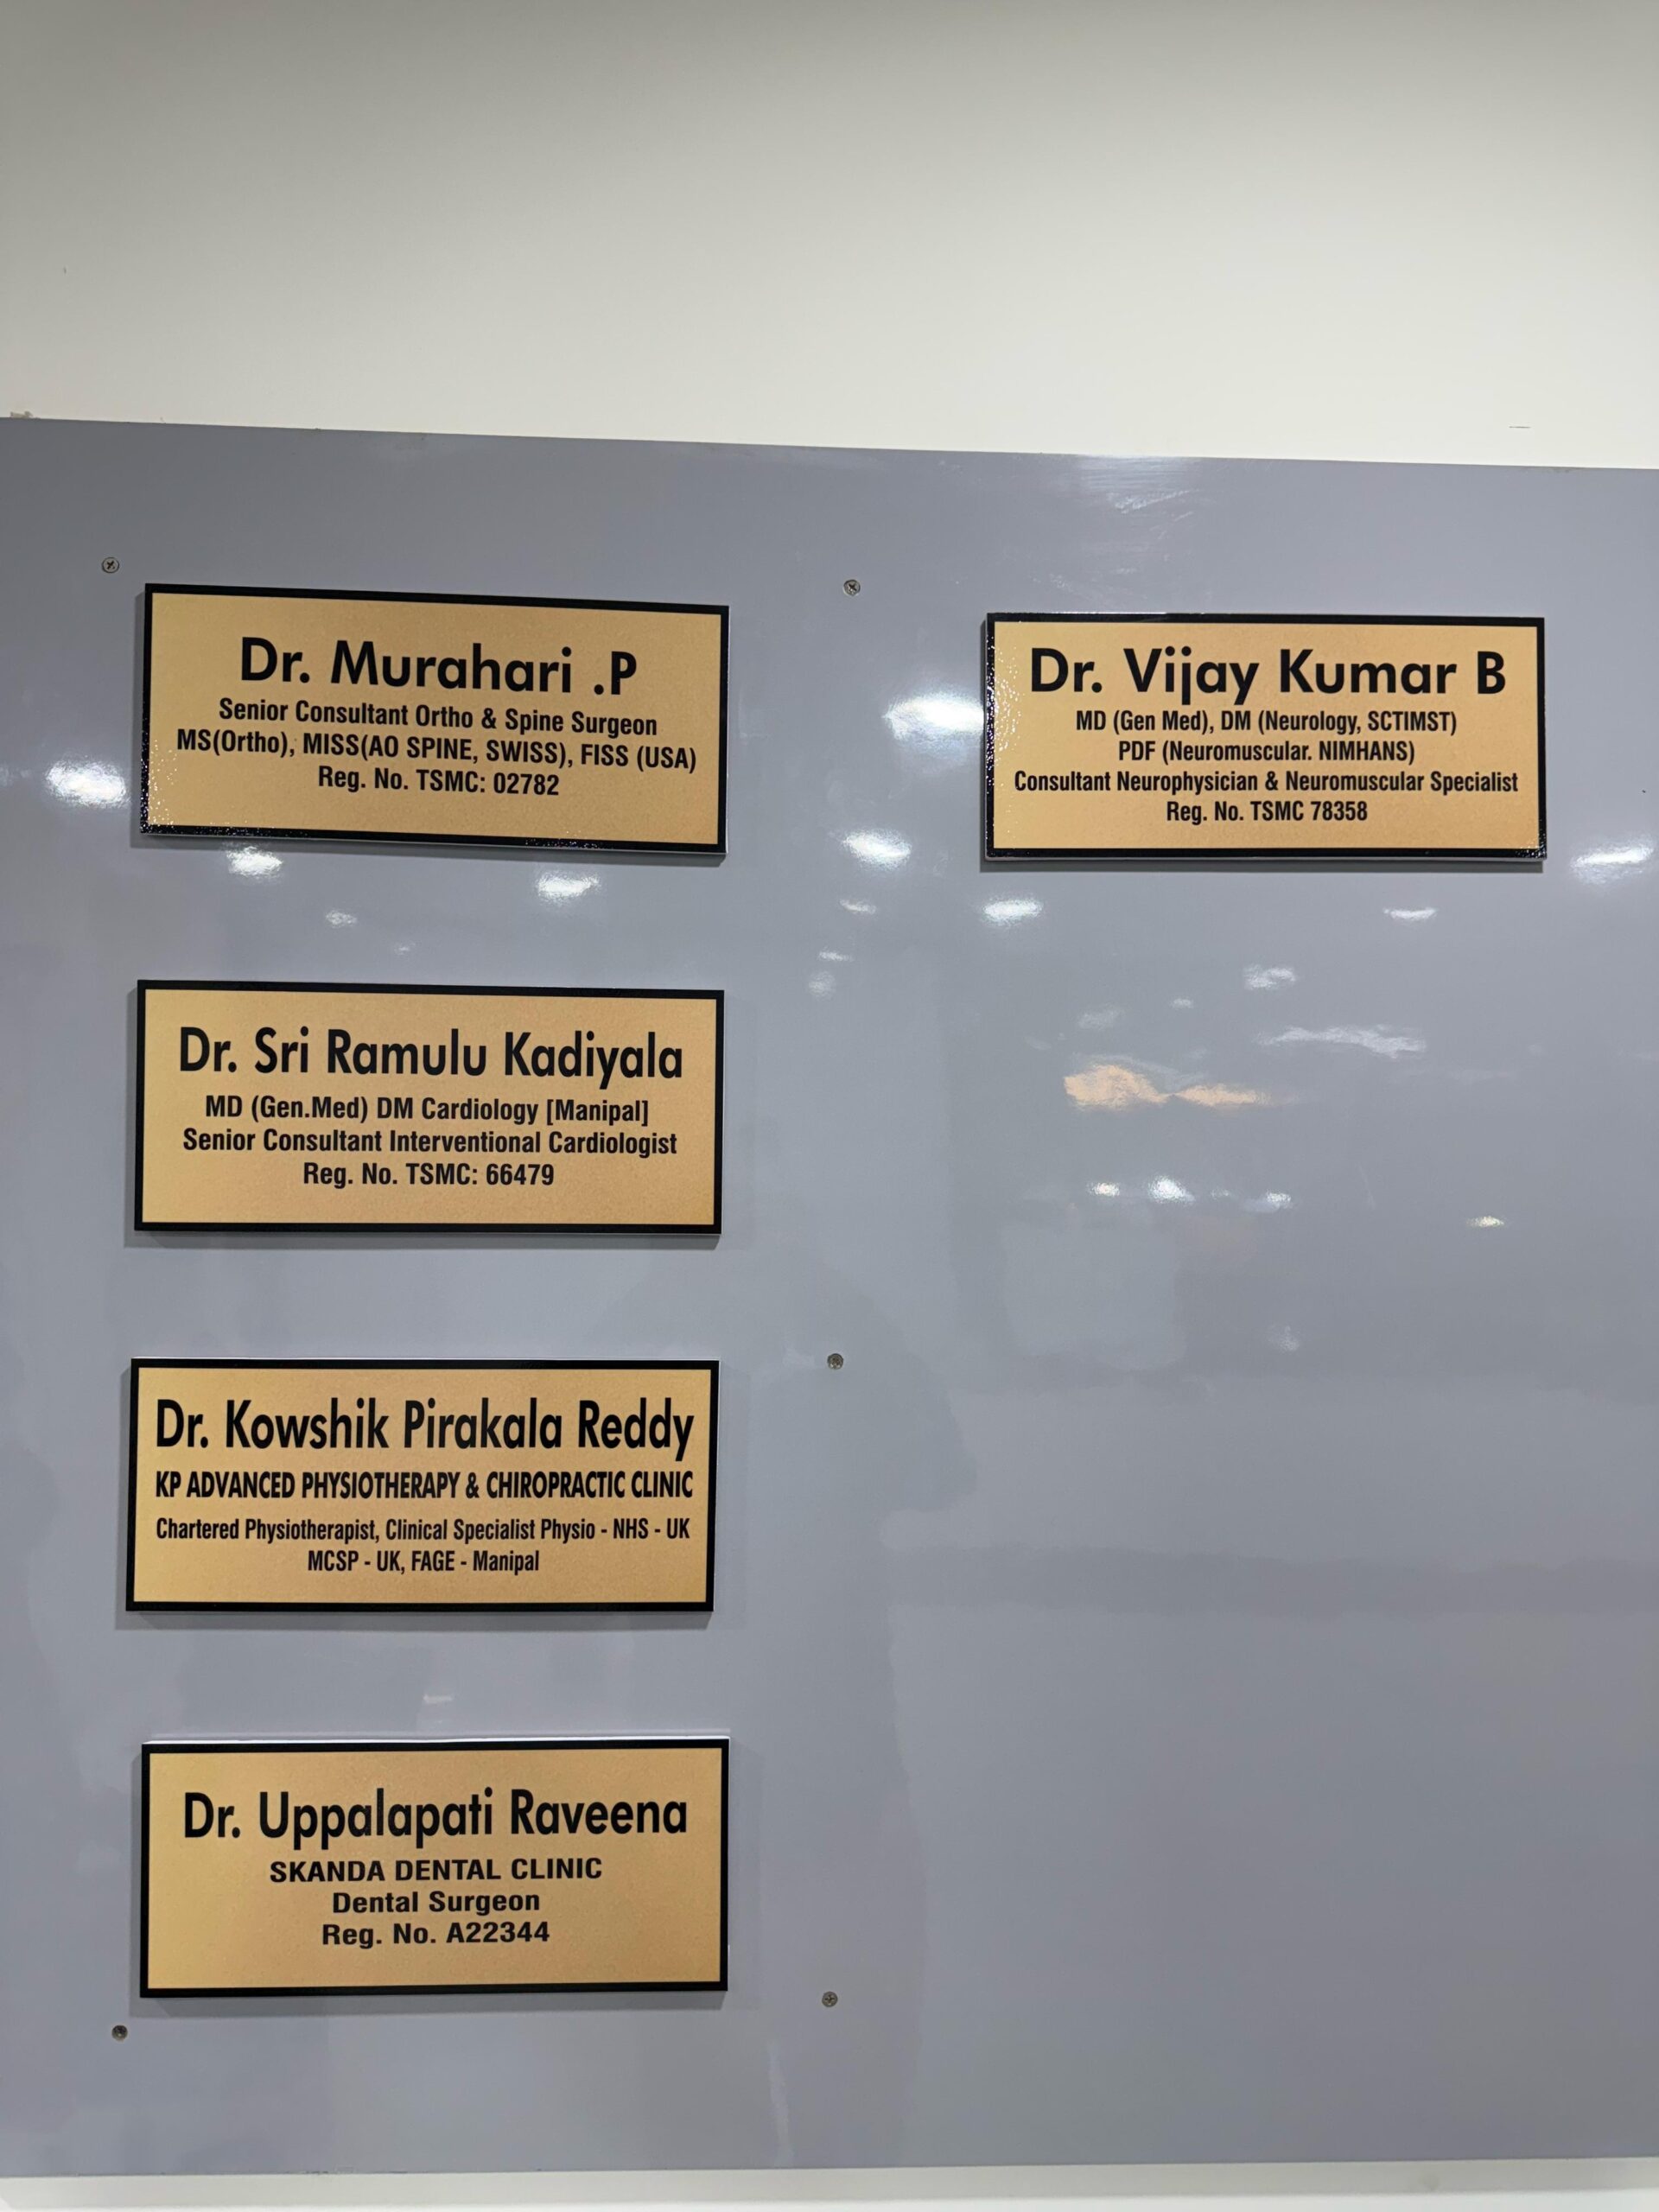 Dr. Murahari .P
Senior Consultant Ortho & Spine Surgeon
MS(Ortho), MISS(AO SPINE, SWISS), FISS (USA)
Reg. No. TSMC: 02782
Dr. Vijay Kumar B
MD (Gen Med), DM (Neurology, SCTIMST)
PDF (Neuromuscular. NIMHANS)
Consultant Neurophysician & Neuromuscular Specialist
Reg. No. TSMC 78358
Dr. Sri Ramulu Kadiyala
MD (Gen.Med) DM Cardiology [Manipal]
Senior Consultant Interventional Cardiologist
Reg. No. TSMC: 66479
Dr. Kowshik Pirakala Reddy
KP ADVANCED PHYSIOTHERAPY & CHIROPRACTIC CLINIC
Chartered Physiotherapist, Clinical Specialist Physio - NHS - UK
MCSP - UK, FAGE - Manipal
Dr. Uppalapati Raveena
SKANDA DENTAL CLINIC
Dental Surgeon
Reg. No. A22344